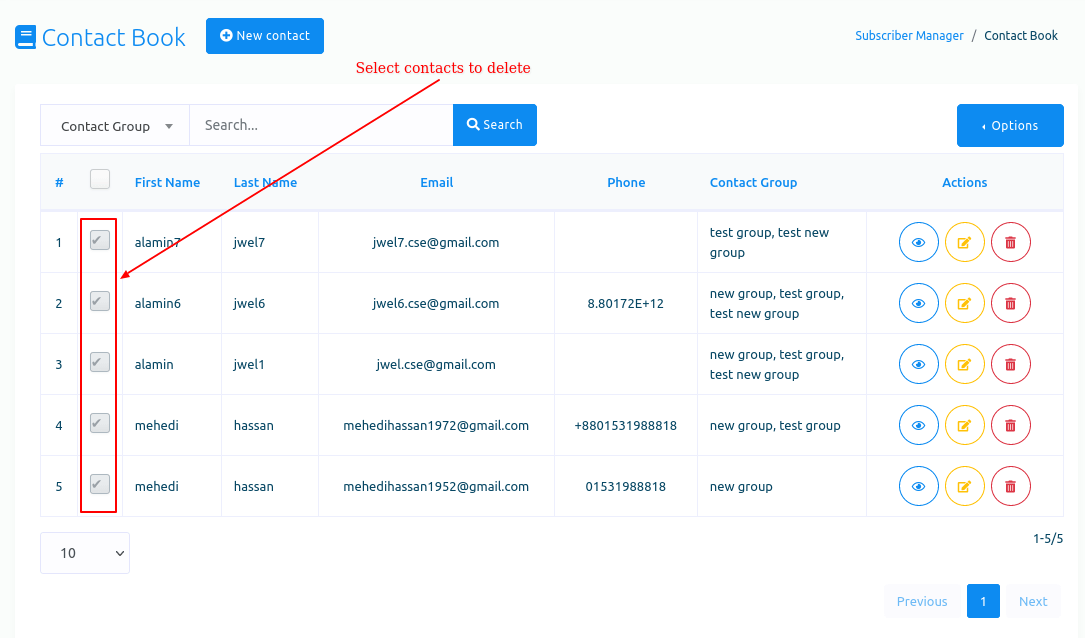 Contact Book
New contact
Subscriber Manager / Contact Book
Select contacts to delete
Contact Group
Search...
Search
Options
# First Name Last Name Email Phone Contact Group Actions
1 alamin7 jwel7 jwel7.cse@gmail.com test group, test new
group
2 alamin6 jwel6 jwel6.cse@gmail.com 8.80172E+12 new group, test group,
test new group
3 alamin jwel1 jwel.cse@gmail.com new group, test group,
test new group
4 mehedi hassan mehedihassan1972@gmail.com +8801531988818 new group, test group
5 mehedi hassan mehedihassan1952@gmail.com 01531988818 new group
10
1-5/5
Previous 1 Next